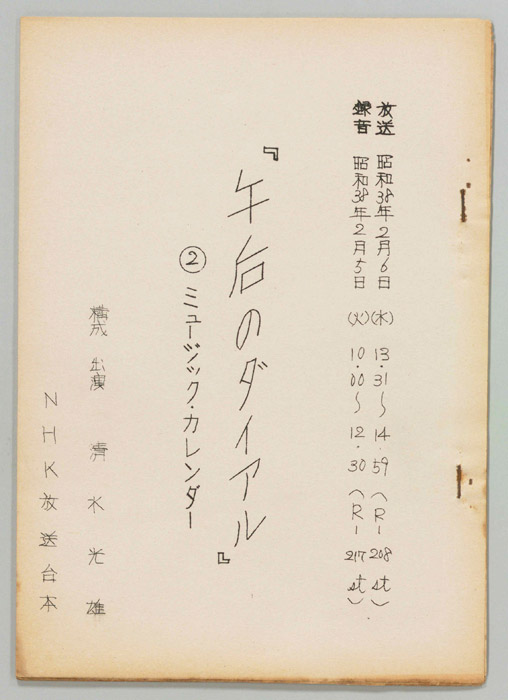 放送 昭和38年2月6日(水) 13.31〜14.59(R-208st)
録音 昭和38年2月5日(火) 10.00〜12.30(R-217st)
『午后のダイアル』
② ミュージック・カレンダー
構成 出演 清水光雄
NHK放送台本